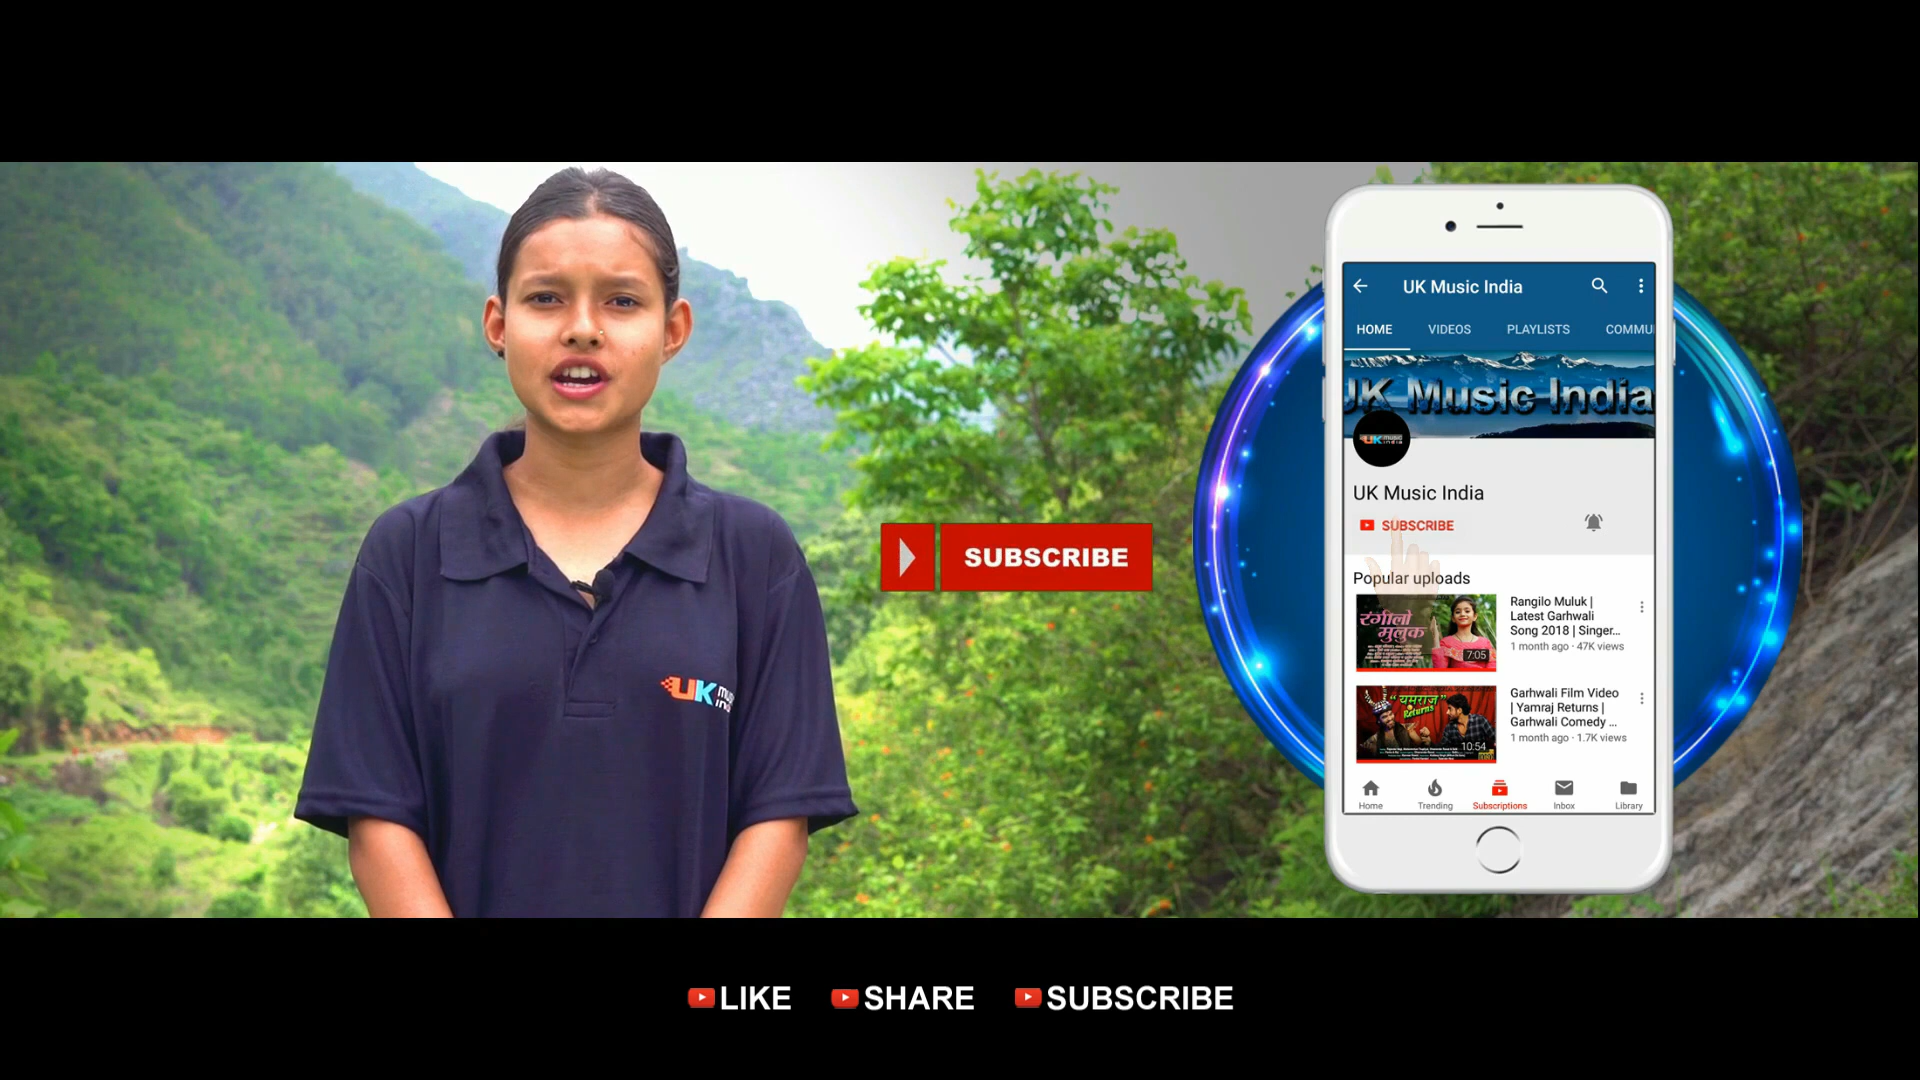 UK Music India
HOME VIDEOS PLAYLISTS COMMU
UK Music India
UK music india
UK Music India
SUBSCRIBE
Popular uploads
रंगीलो
मुलुक
7:05
Rangilo Muluk |
Latest Garhwali
Song 2018 | Singer...
1 month ago · 47K views
"यमराज"
Returns
10:54
Garhwali Film Video
| Yamraj Returns |
Garhwali Comedy ...
1 month ago · 1.7K views
Home Trending Subscriptions Inbox Library
SUBSCRIBE
UK
LIKE SHARE SUBSCRIBE